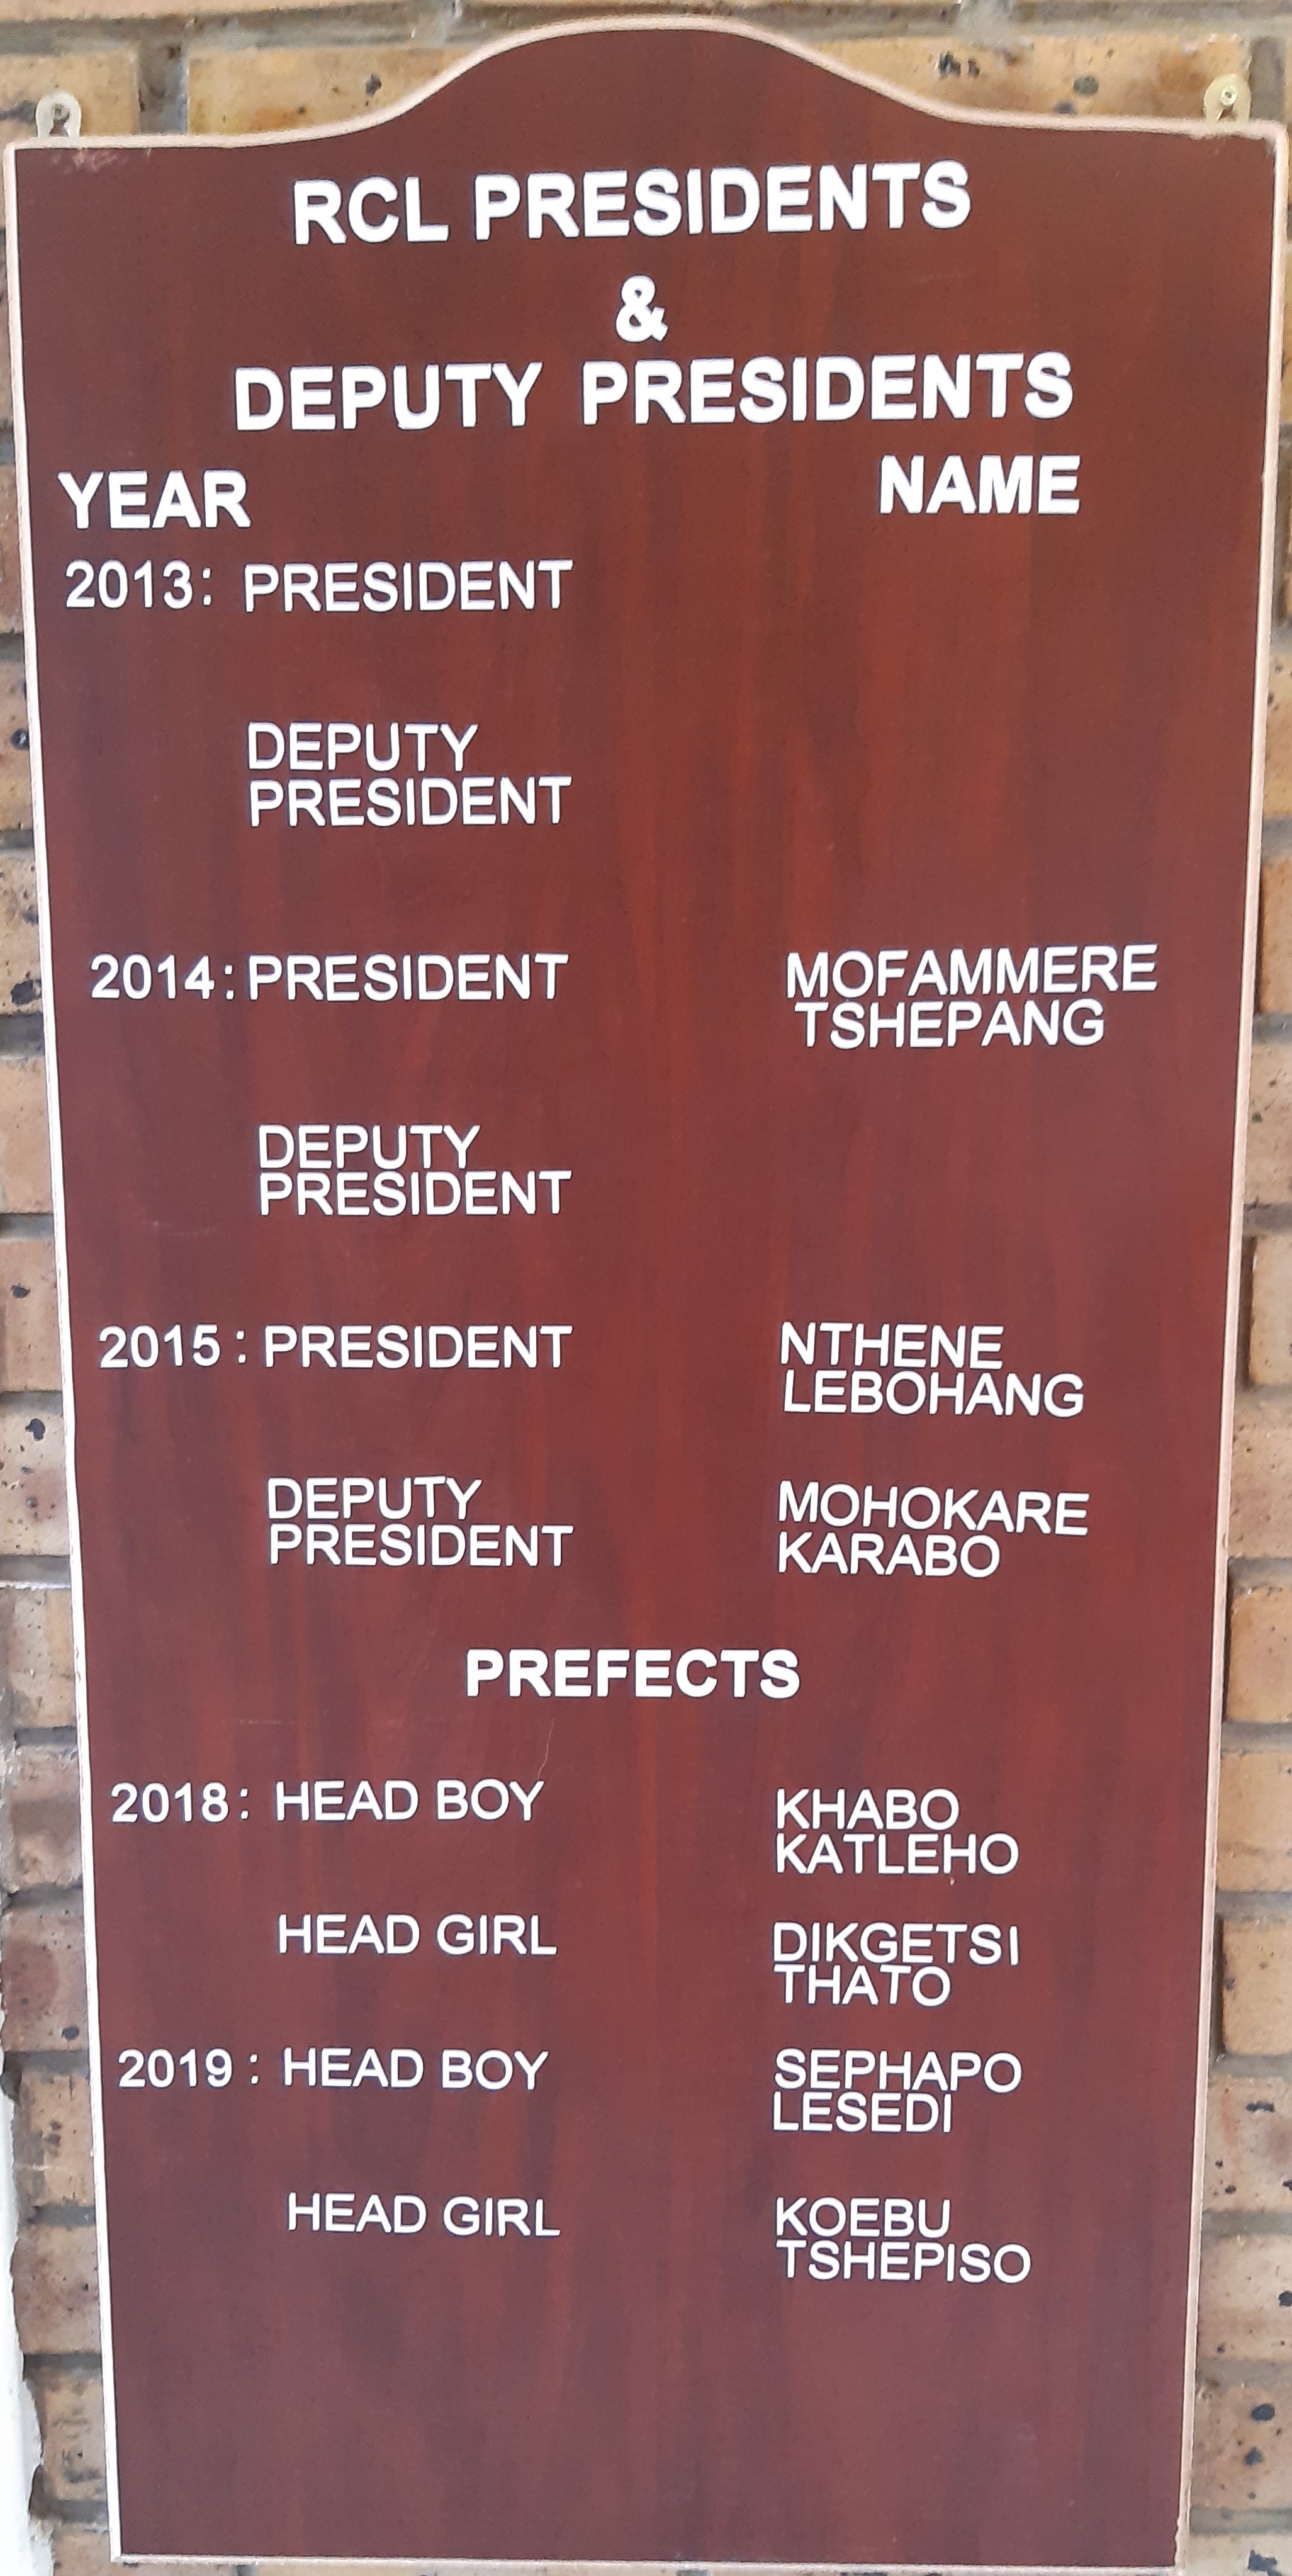 RCL PRESIDENTS
&
DEPUTY PRESIDENTS
YEAR NAME
2013: PRESIDENT
DEPUTY
PRESIDENT
2014: PRESIDENT MOFAMMERE
TSHEPANG
DEPUTY
PRESIDENT
2015 : PRESIDENT NTHENE
LEBOHANG
DEPUTY MOHOKARE
PRESIDENT KARABO
PREFECTS
2018: HEAD BOY KHABO
KATLEHO
HEAD GIRL DIKGETSI
THATO
2019 : HEAD BOY SEPHAPO
LESEDI
HEAD GIRL KOEBU
TSHEPISO